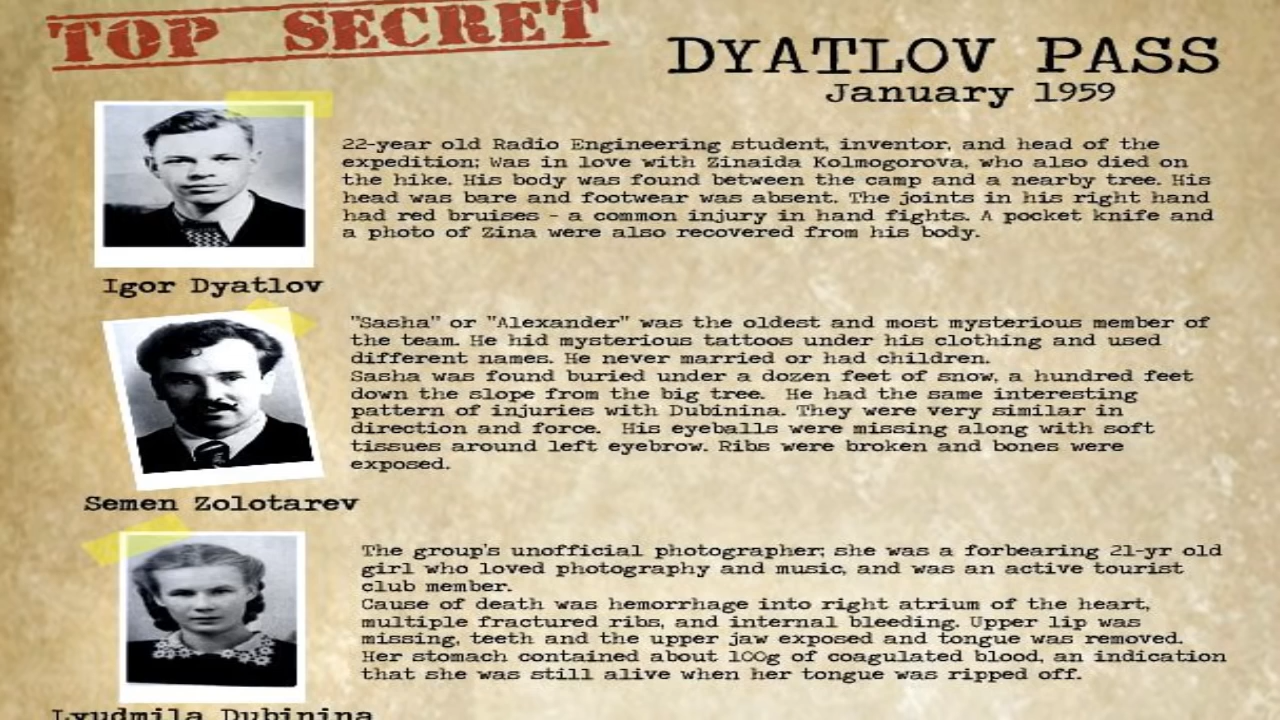 TOP SECRET
DYATLOV PASS
January 1959
22-year old Radio Engineering student, inventor, and head of the
expedition; Was in love with Zinaida Kolmogorova, who also died on
the hike. His body was found between the camp and a nearby tree. His
head was bare and footwear was absent. The joints in his right hand
had red bruises - a common injury in hand fights. A pocket knife and
a photo of Zina were also recovered from his body.
Igor Dyatlov
"Sasha" or "Alexander" was the oldest and most mysterious member of
the team. He hid mysterious tattoos under his clothing and used
different names. He never married or had children.
Sasha was found buried under a dozen feet of snow, a hundred feet
down the slope from the big tree. He had the same interesting
pattern of injuries with Dubinina. They were very similar in
direction and force. His eyeballs were missing along with soft
tissues around left eyebrow. Ribs were broken and bones were
exposed.
Semen Zolotarev
The group's unofficial photographer; she was a forbearing 21-yr old
girl who loved photography and music, and was an active tourist
club member.
Cause of death was hemorrhage into right atrium of the heart,
multiple fractured ribs, and internal bleeding. Upper lip was
missing, teeth and the upper jaw exposed and tongue was removed.
Her stomach contained about 100g of coagulated blood, an indication
that she was still alive when her tongue was ripped off.
Lyudmila Dubinina